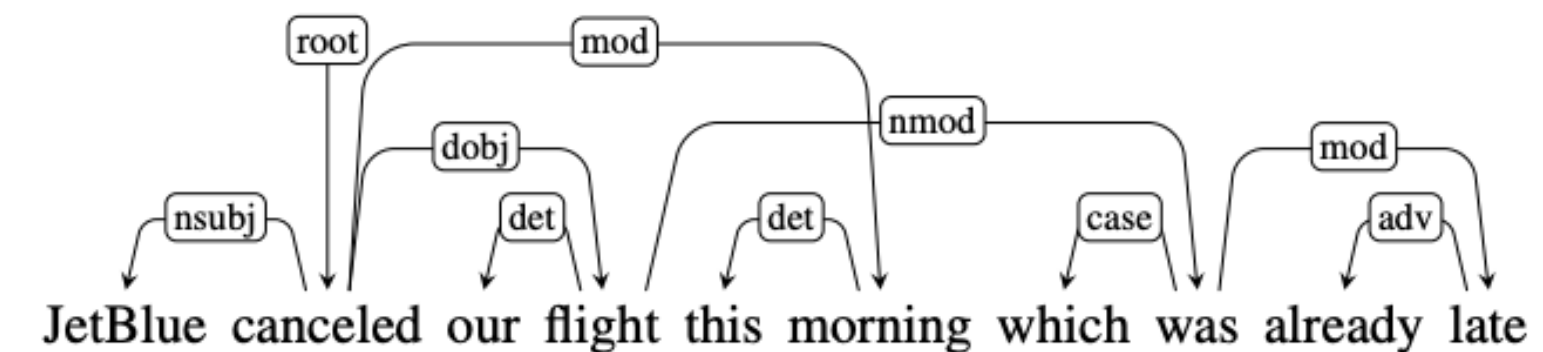 root mod
nmod
dobj mod
nsubj det det case adv
JetBlue canceled our flight this morning which was already late